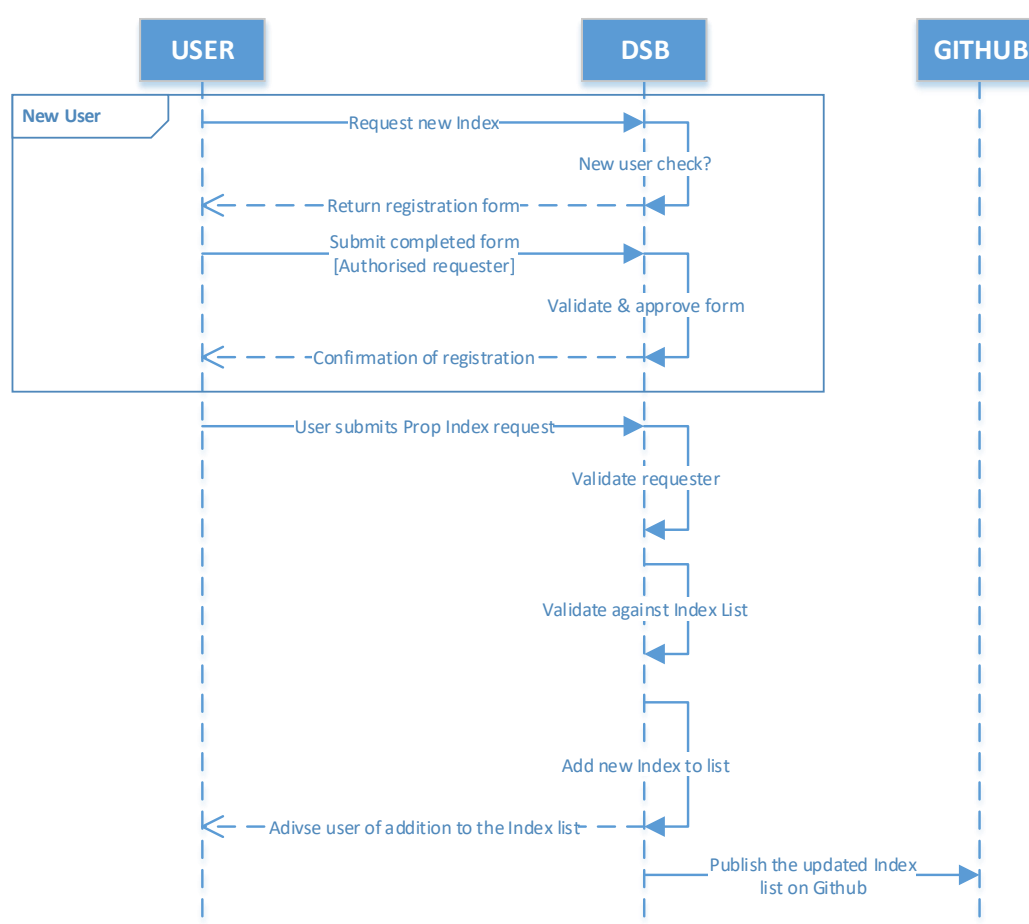 USER
DSB
GITHUB
New User
Request new Index
New user check?
Return registration form
Submit completed form
[Authorised requester]
Validate & approve form
Confirmation of registration
User submits Prop Index request
Validate requester
Validate against Index List
Add new Index to list
Adivse user of addition to the Index list
Publish the updated Index
list on Github